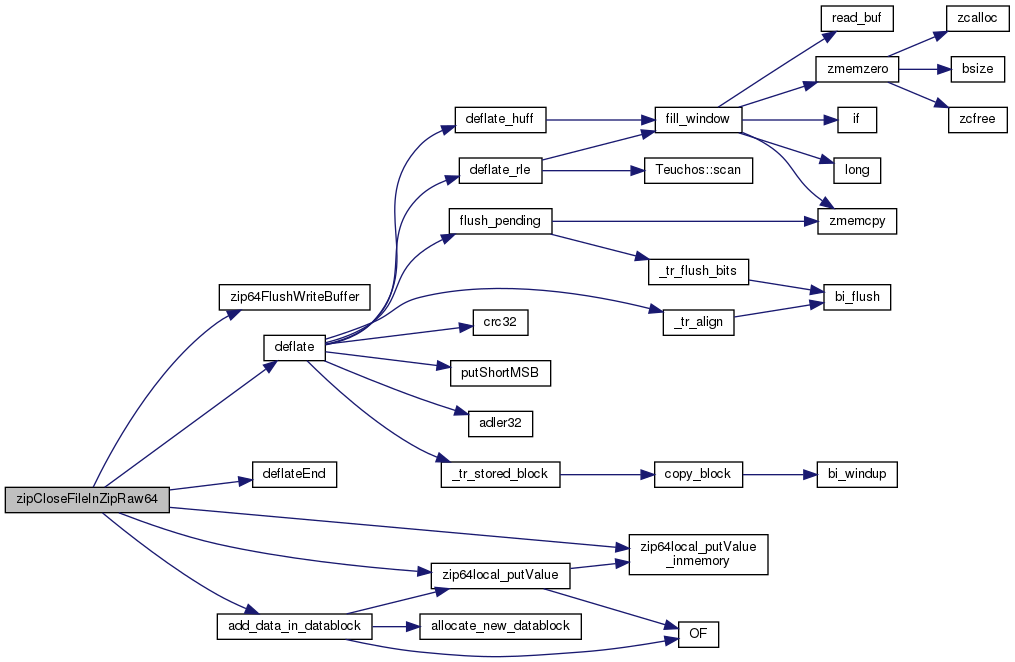 read_buf
zcalloc
zmemzero
bsize
deflate_huff
fill_window
if
zcfree
deflate_rle
Teuchos::scan
long
flush_pending
zmemcpy
_tr_flush_bits
zip64FlushWriteBuffer
bi_flush
crc32
_tr_align
deflate
putShortMSB
adler32
deflateEnd
_tr_stored_block
copy_block
bi_windup
zipCloseFileInZipRaw64
zip64local_putValue
_inmemory
zip64local_putValue
add_data_in_datablock
allocate_new_datablock
OF